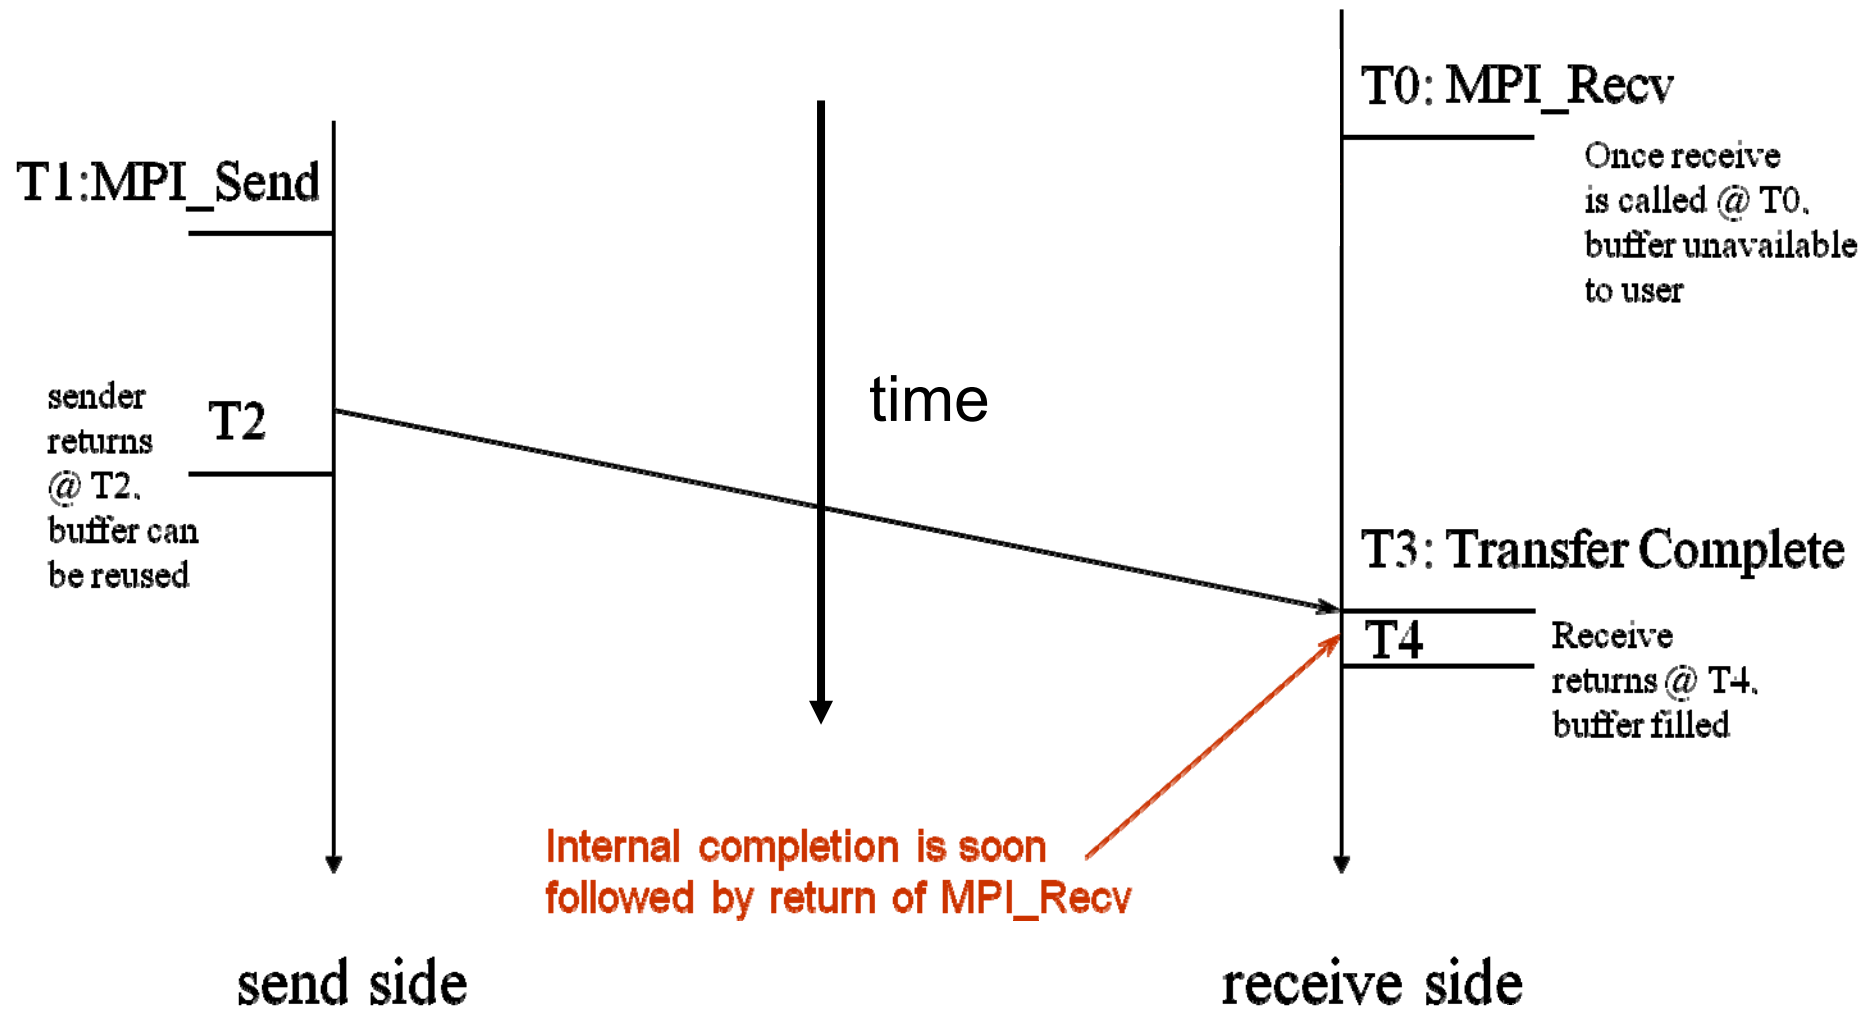 T0: MPI_Recv
Once receive
is called @ T0,
buffer unavailable
to user
T1:MPI_Send
time
sender
returns
@ T2,
buffer can
be reused
T2
T3: Transfer Complete
T4
Receive
returns @ T4,
buffer filled
Internal completion is soon
followed by return of MPI_Recv
send side
receive side